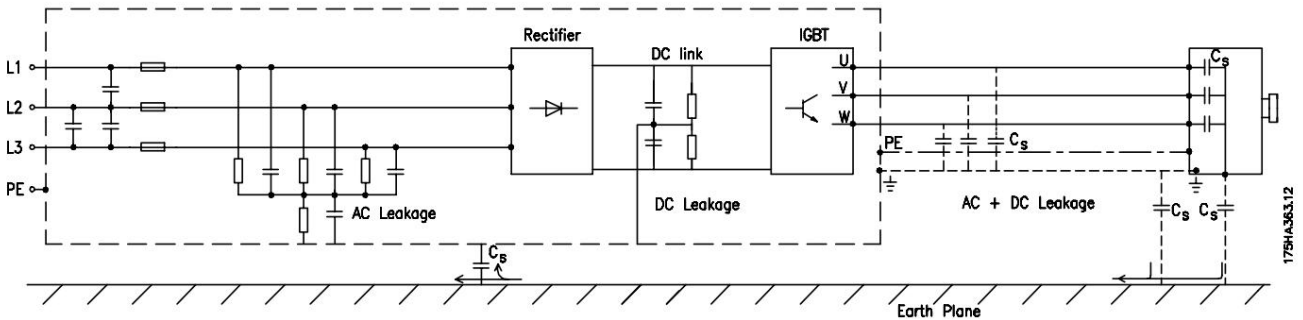 Rectifier
IGBT
DC link
L1
L2
L3
PE
U
V
W
PE
Cs
Cs
AC Leakage
DC Leakage
AC + DC Leakage
Cs
Cs
Cs
Earth Plane
175HA363.12